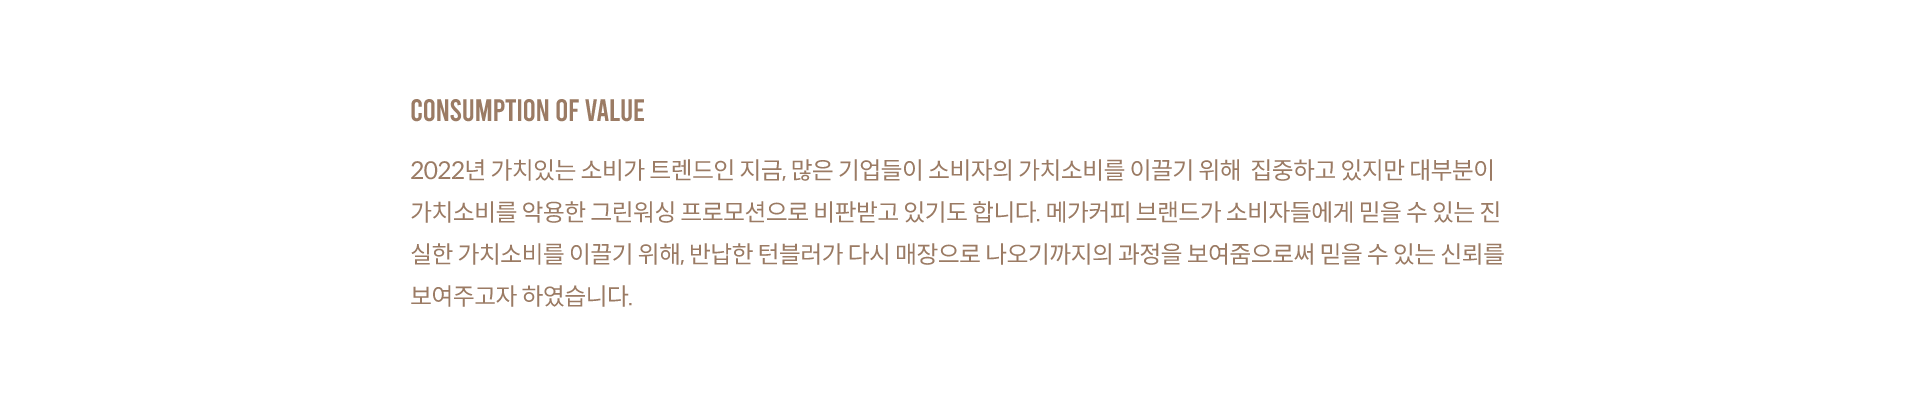 CONSUMPTION OF VALUE
2022년 가치있는 소비가 트렌드인 지금, 많은 기업들이 소비자의 가치소비를 이끌기 위해  집중하고 있지만 대부분이
가치소비를 악용한 그린워싱 프로모션으로 비판받고 있기도 합니다. 메가커피 브랜드가 소비자들에게 믿을 수 있는 진
실한 가치소비를 이끌기 위해, 반납한 턴블러가 다시 매장으로 나오기까지의 과정을 보여줌으로써 믿을 수 있는 신뢰를
보여주고자 하였습니다.